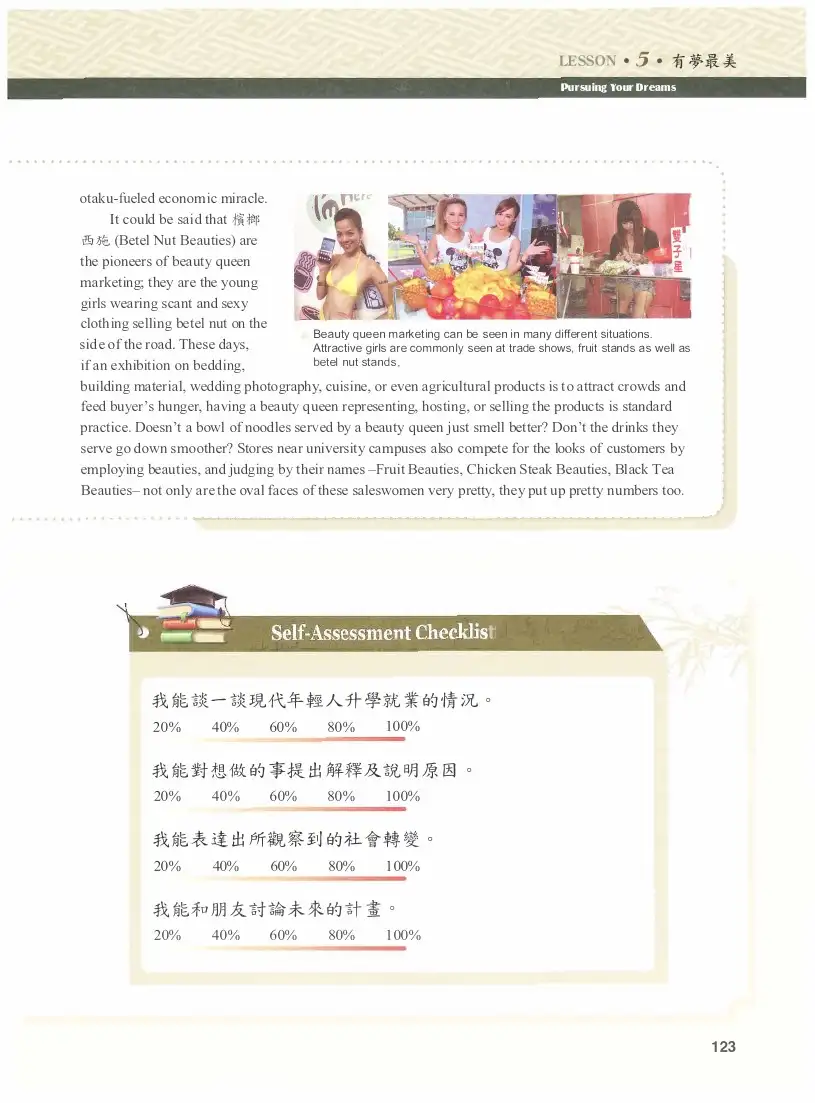 LESSON • 5 • 有夢最美
Pursuing Your Dreams
otaku-fueled economic miracle.
It could be said that 檳榔
西施 (Betel Nut Beauties) are
the pioneers of beauty queen
marketing; they are the young
girls wearing scant and sexy
clothing selling betel nut on the
side of the road. These days,
if an exhibition on bedding,
I'm Here
雙子星
Beauty queen marketing can be seen in many different situations.
Attractive girls are commonly seen at trade shows, fruit stands as well as
betel nut stands.
building material, wedding photography, cuisine, or even agricultural products is to attract crowds and
feed buyer's hunger, having a beauty queen representing, hosting, or selling the products is standard
practice. Doesn't a bowl of noodles served by a beauty queen just smell better? Don't the drinks they
serve go down smoother? Stores near university campuses also compete for the looks of customers by
employing beauties, and judging by their names –Fruit Beauties, Chicken Steak Beauties, Black Tea
Beauties– not only are the oval faces of these saleswomen very pretty, they put up pretty numbers too.
Self-Assessment Checklist
我能談一談現代年輕人升學就業的情況。
20% 40% 60% 80% 100%
我能對想做的事提出解釋及說明原因。
20% 40% 60% 80% 100%
我能表達出所觀察到的社會轉變。
20% 40% 60% 80% 100%
我能和朋友討論未來的計畫。
20% 40% 60% 80% 100%
123